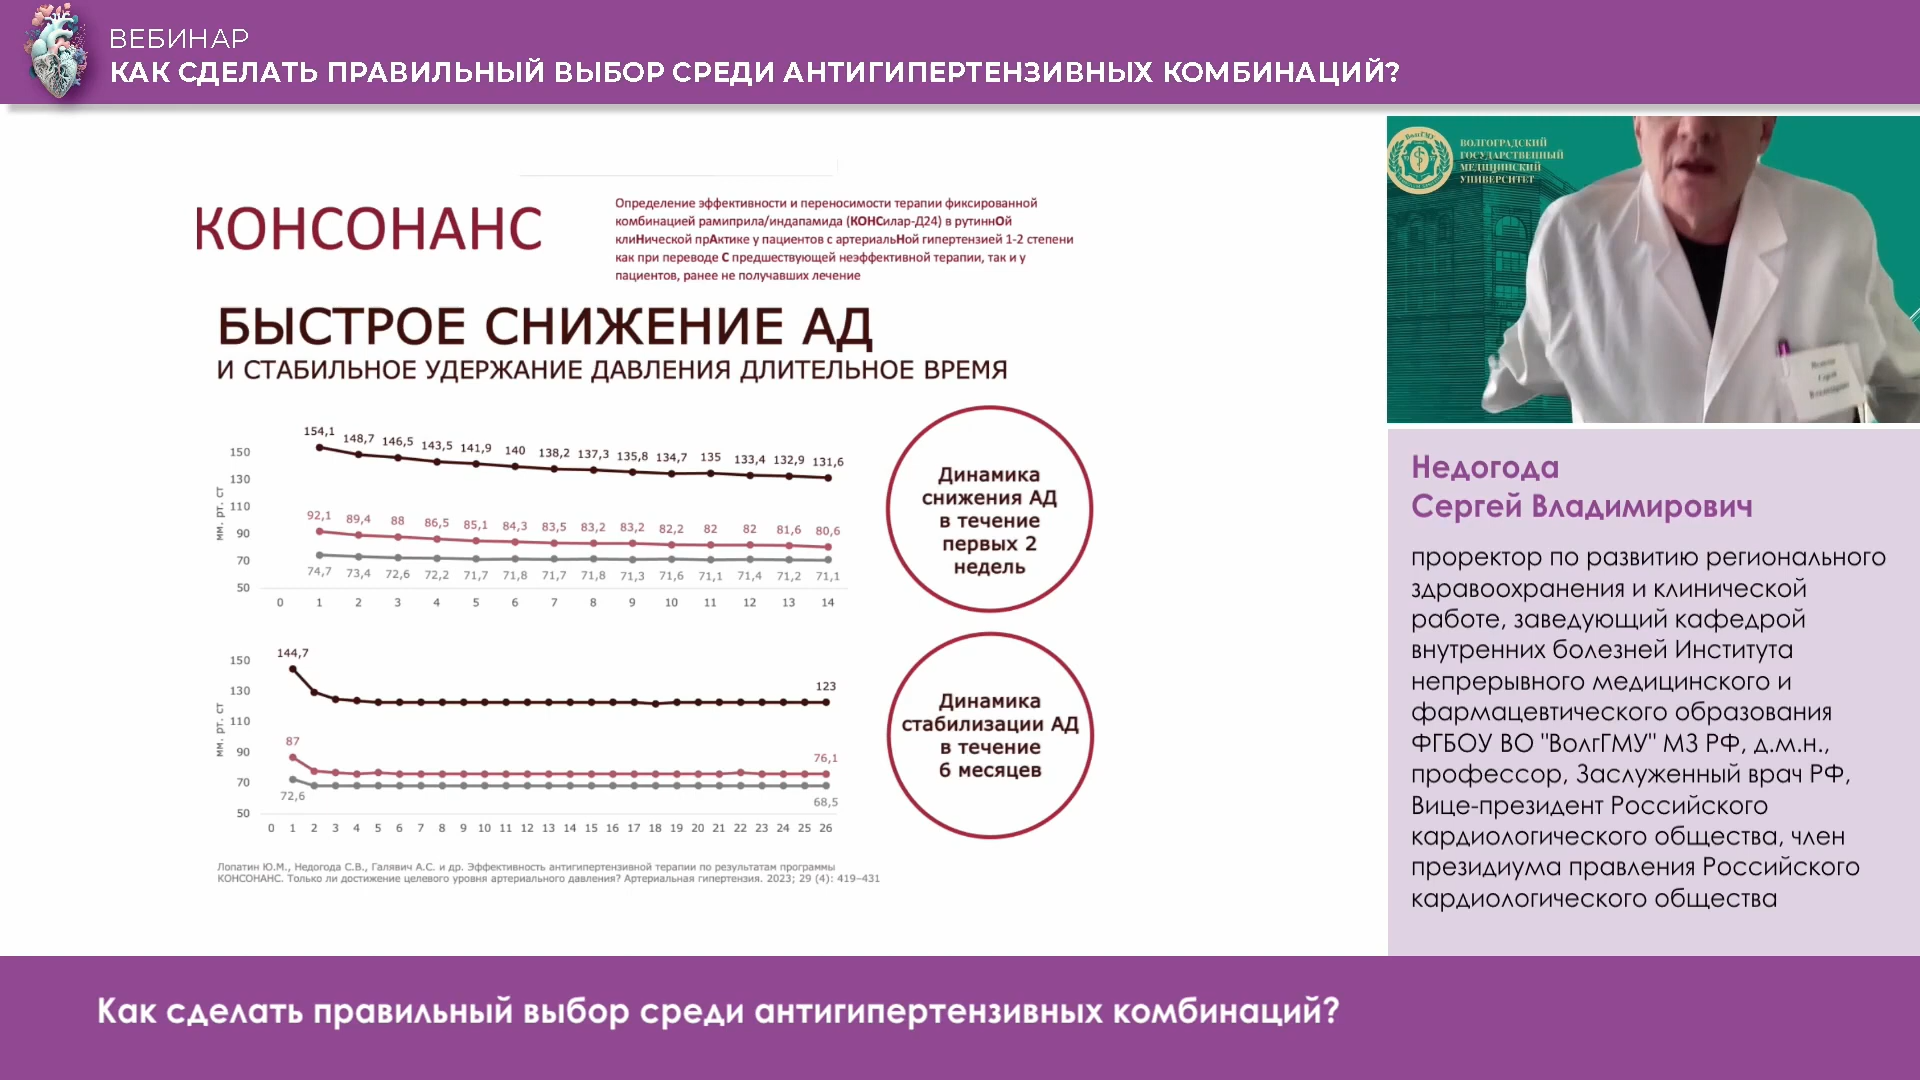 ВЕБИНАР
КАК СДЕЛАТЬ ПРАВИЛЬНЫЙ ВЫБОР СРЕДИ АНТИГИПЕРТЕНЗИВНЫХ КОМБИНАЦИЙ?
КОНСОНАНС
Определение эффективности и переносимости терапии фиксированной
комбинацией рамиприла/индапамида (КОНСилар-Д24) в рутиннОй
клиНической прАктике у пациентов с артериальНой гипертензией 1-2 степени
как при переводе С предшествующей неэффективной терапии, так и у
пациентов, ранее не получавших лечение
БЫСТРОЕ СНИЖЕНИЕ АД
И СТАБИЛЬНОЕ УДЕРЖАНИЕ ДАВЛЕНИЯ ДЛИТЕЛЬНОЕ ВРЕМЯ
мм. рт. ст
150
130
110
90
70
50
154,1 148,7 146,5 143,5 141,9 140 138,2 137,3 135,8 134,7 135 133,4 132,9 131,6
92,1 89,4 88 86,5 85,1 84,3 83,5 83,2 83,2 82,2 82 82 81,6 80,6
74,7 73,4 72,6 72,2 71,7 71,8 71,7 71,8 71,3 71,6 71,1 71,4 71,2 71,1
0 1 2 3 4 5 6 7 8 9 10 11 12 13 14
Динамика
снижения АД
в течение
первых 2
недель
мм. рт. ст
150
130
110
90
70
50
144,7 123
87 76,1
72,6 68,5
0 1 2 3 4 5 6 7 8 9 10 11 12 13 14 15 16 17 18 19 20 21 22 23 24 25 26
Динамика
стабилизации АД
в течение
6 месяцев
Лопатин Ю.М., Недогода С.В., Галявич А.С. и др. Эффективность антигипертензивной терапии по результатам программы
КОНСОНАНС. Только ли достижение целевого уровня артериального давления? Артериальная гипертензия. 2023; 29 (4): 419–431
ВОЛГОГРАДСКИЙ
ГОСУДАРСТВЕННЫЙ
МЕДИЦИНСКИЙ
УНИВЕРСИТЕТ
Недогода
Сергей Владимирович
проректор по развитию регионального
здравоохранения и клинической
работе, заведующий кафедрой
внутренних болезней Института
непрерывного медицинского и
фармацевтического образования
ФГБОУ ВО "ВолгГМУ" МЗ РФ, д.м.н.,
профессор, Заслуженный врач РФ,
Вице-президент Российского
кардиологического общества, член
президиума правления Российского
кардиологического общества
Как сделать правильный выбор среди антигипертензивных комбинаций?